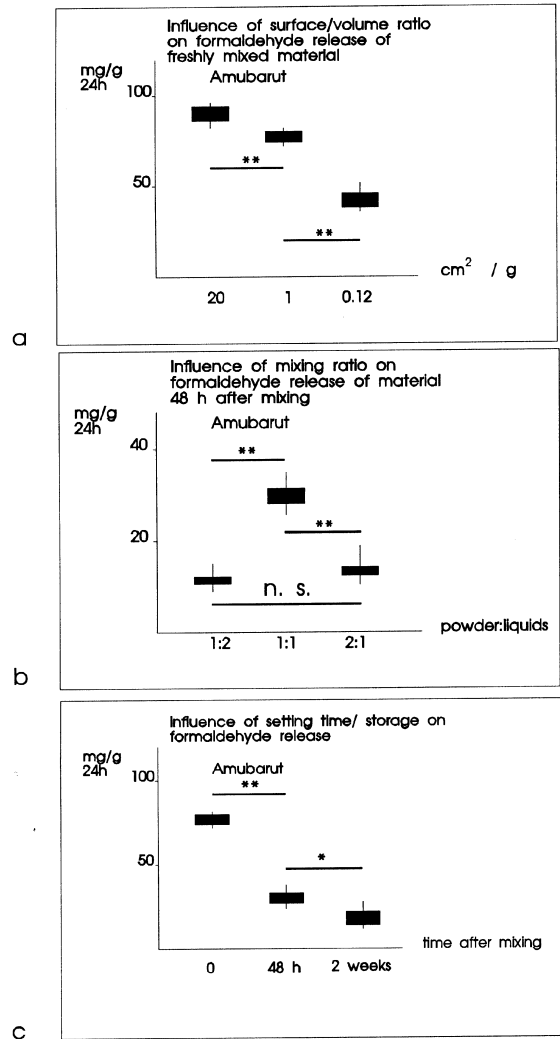 Influence of surface/volume ratio
on formaldehyde release of
freshly mixed material
mg/g
24h
Amubarut
100
**
50
**
cm2 / g
20 1 0.12
a
Influence of mixing ratio on
formaldehyde release of material
48 h after mixing
mg/g
24h
Amubarut
40
**
**
20
n. s.
powder:liquids
1:2 1:1 2:1
b
Influence of setting time/ storage on
formaldehyde release
mg/g
24h
Amubarut
100
**
50
*
time after mixing
0 48 h 2 weeks
c